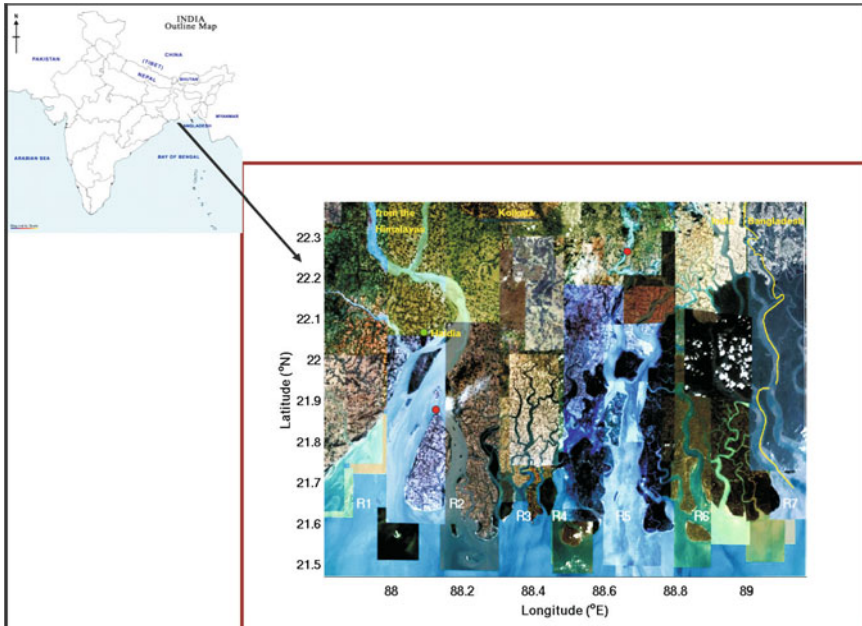 INDIA
Outline Map
N
CHINA
(TIBET)
PAKISTAN
NEPAL
BHUTAN
MYANMAR
BANGLADESH
ARABIAN SEA
BAY OF BENGAL
from the
Himalayas
Kolkata
Bangladesh
Haldia
22.3
22.2
22.1
22
21.9
21.8
21.7
21.6
21.5
Latitude (°N)
R1
R2
R3
R4
R5
R6
R7
88
88.2
88.4
88.6
88.8
89
Longitude (°E)